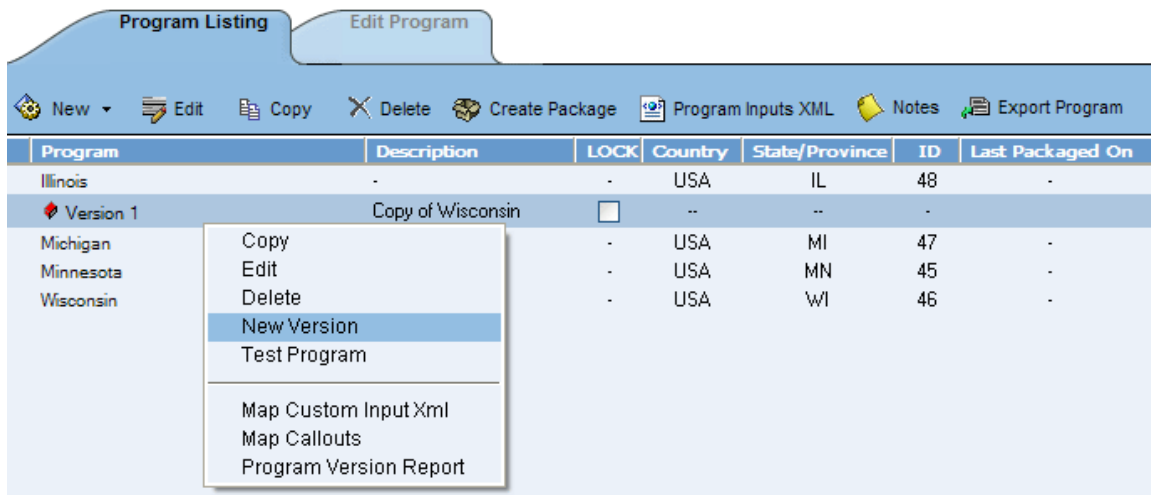 Program Listing Edit Program
New Edit Copy Delete Create Package Program Inputs XML Notes Export Program
Program Description LOCK Country State/Province ID Last Packaged On
Illinois - - USA IL 48 -
Version 1 Copy of Wisconsin -- -- -
Michigan - USA MI 47 -
Minnesota - USA MN 45 -
Wisconsin - USA WI 46 -
Copy
Edit
Delete
New Version
Test Program
Map Custom Input Xml
Map Callouts
Program Version Report